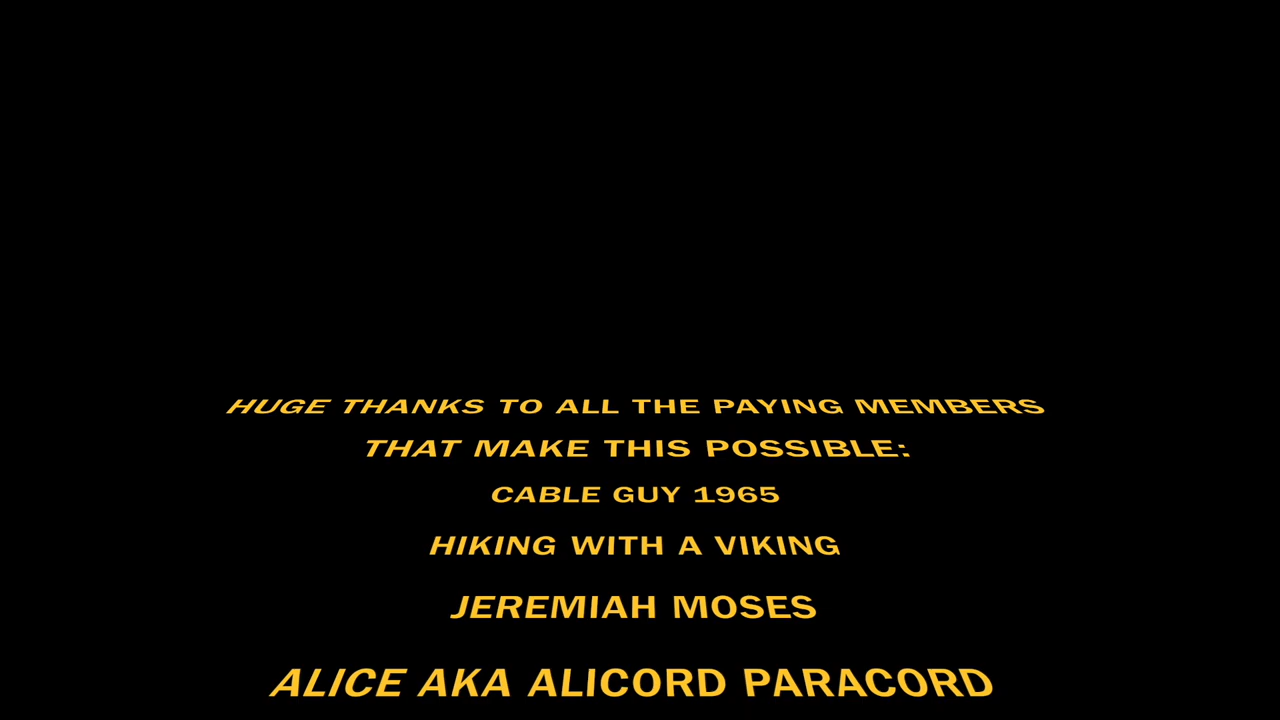 HUGE THANKS TO ALL THE PAYING MEMBERS
THAT MAKE THIS POSSIBLE:
CABLE GUY 1965
HIKING WITH A VIKING
JEREMIAH MOSES
ALICE AKA ALICORD PARACORD